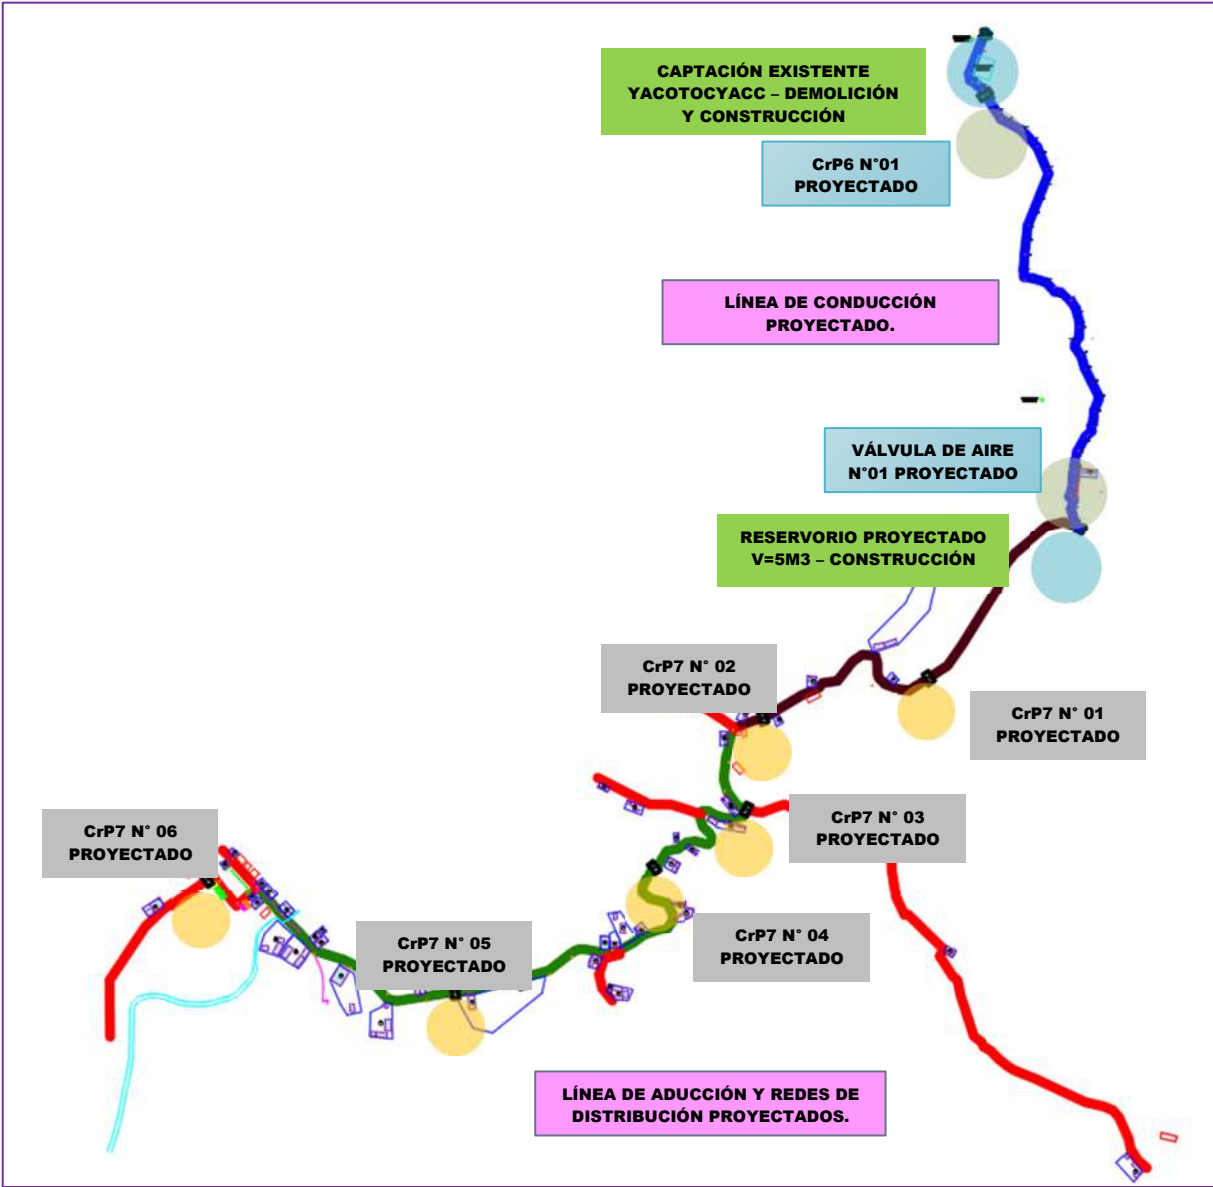 CAPTACIÓN EXISTENTE
YACOTOCYACC – DEMOLICIÓN
Y CONSTRUCCIÓN
CrP6 N°01
PROYECTADO
LÍNEA DE CONDUCCIÓN
PROYECTADO.
VÁLVULA DE AIRE
N°01 PROYECTADO
RESERVORIO PROYECTADO
V=5M3 – CONSTRUCCIÓN
CrP7 N° 02
PROYECTADO
CrP7 N° 01
PROYECTADO
CrP7 N° 03
PROYECTADO
CrP7 N° 06
PROYECTADO
CrP7 N° 04
PROYECTADO
CrP7 N° 05
PROYECTADO
LÍNEA DE ADUCCIÓN Y REDES DE
DISTRIBUCIÓN PROYECTADOS.